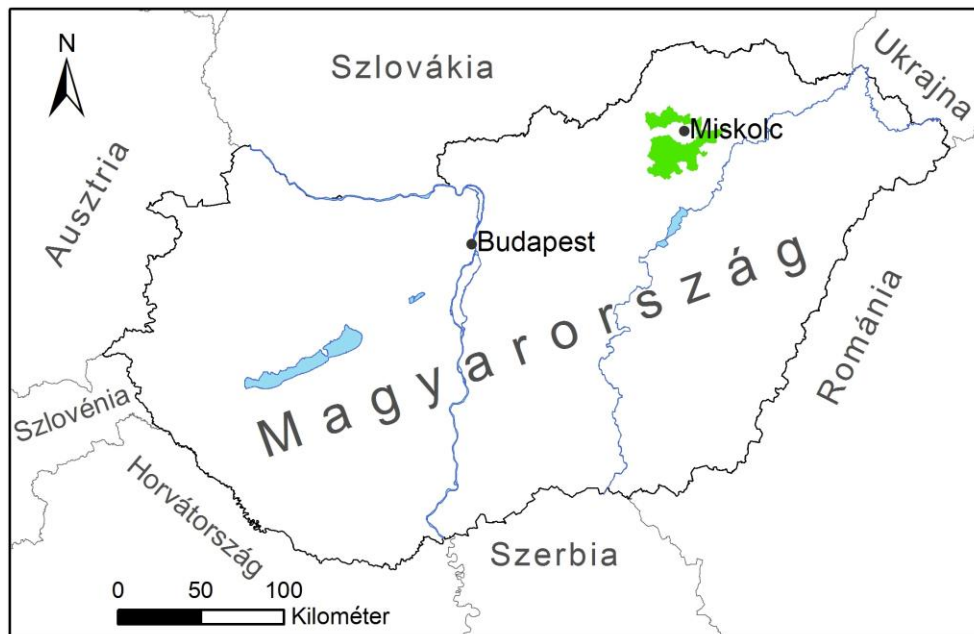 N
Szlovákia
Ukrajna
Ausztria
Miskolc
Budapest
Magyarország
Románia
Szlovénia
Horvátország
Szerbia
0 50 100
Kilométer